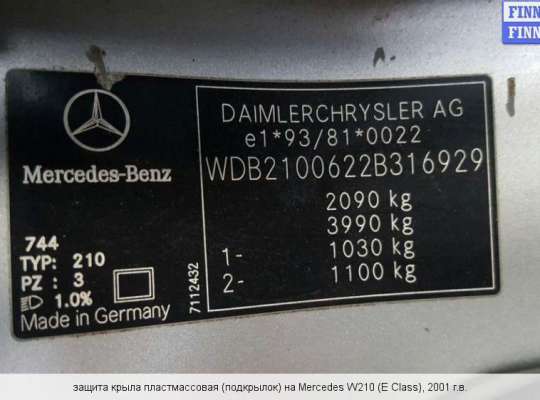 FINN
FINN
DAIMLERCHRYSLER AG
e1*93/81*0022
WDB2100622B316929
Mercedes-Benz
2090 kg
3990 kg
1- 1030 kg
2- 1100 kg
744
TYP: 210
PZ : 3
1.0%
Made in Germany
7112432
защита крыла пластмассовая (подкрылок) на Mercedes W210 (E Class), 2001 г.в.